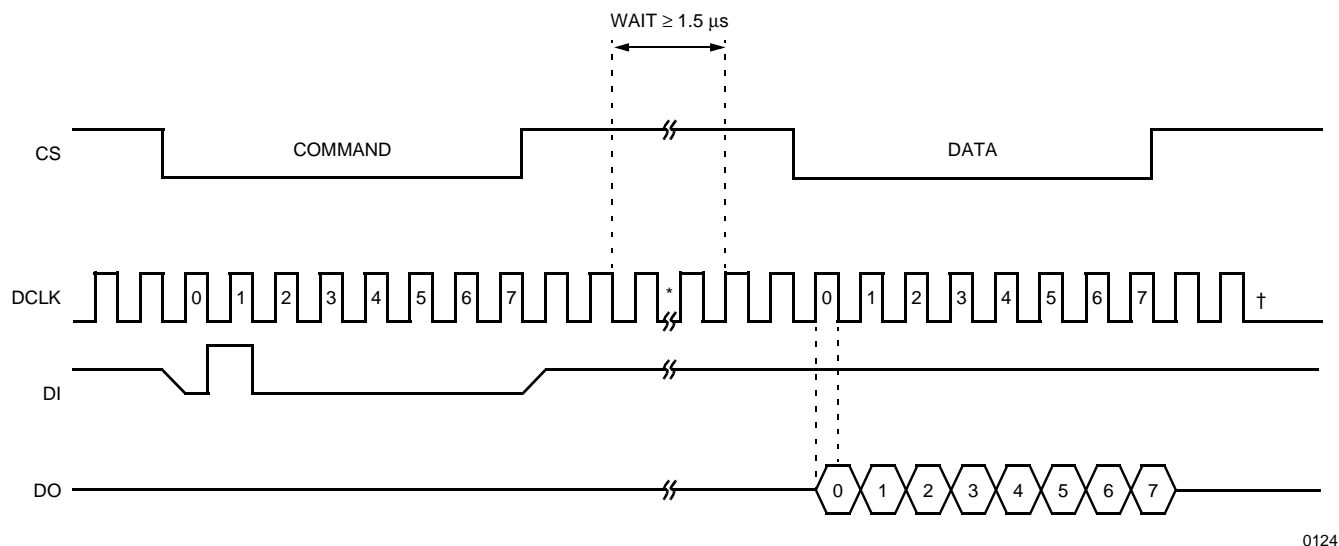 WAIT ≥ 1.5 μs
CS
COMMAND
DATA
DCLK
0 1 2 3 4 5 6 7 * 0 1 2 3 4 5 6 7 †
DI
DO
0 1 2 3 4 5 6 7
0124